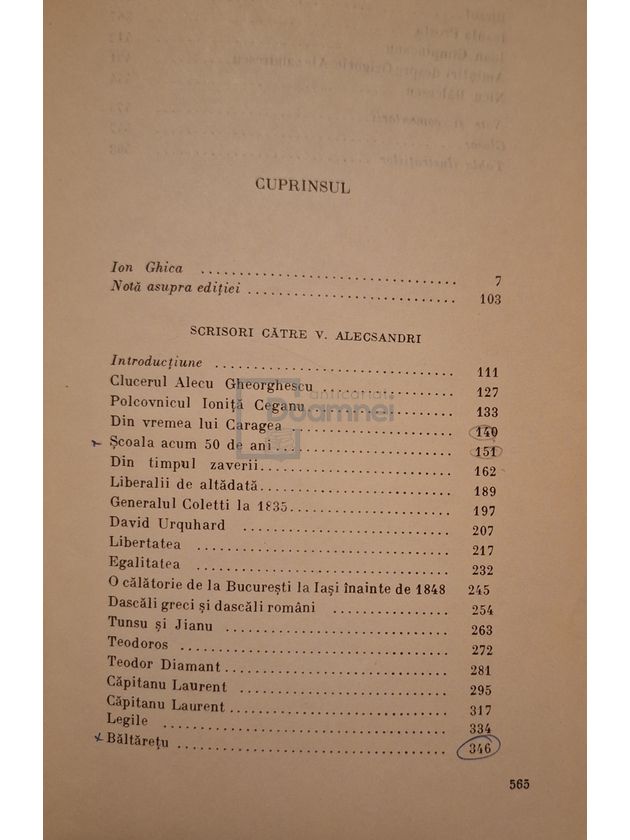 CUPRINSUL
Ion Ghica ........ 7
Notă asupra ediției ........ 103
SCRISORI CĂTRE V. ALECSANDRI
Introducțiune ........ 111
Clucerul Alecu Gheorghescu ........ 127
Polcovnicul Ioniță Ceganu ........ 133
Din vremea lui Caragea ........ 140
Școala acum 50 de ani ........ 151
Din timpul zaverii ........ 162
Liberalii de altădată ........ 189
Generalul Coletti la 1835 ........ 197
David Urquhard ........ 207
Libertatea ........ 217
Egalitatea ........ 232
O călătorie de la București la Iași înainte de 1848 245
Dascăli greci și dascăli români ........ 254
Tunsu și Jianu ........ 263
Teodoros ........ 272
Teodor Diamant ........ 281
Căpitanu Laurent ........ 295
Căpitanu Laurent ........ 317
Legile ........ 334
Băltărețu ........ 346
565
anticariat
Doamnei